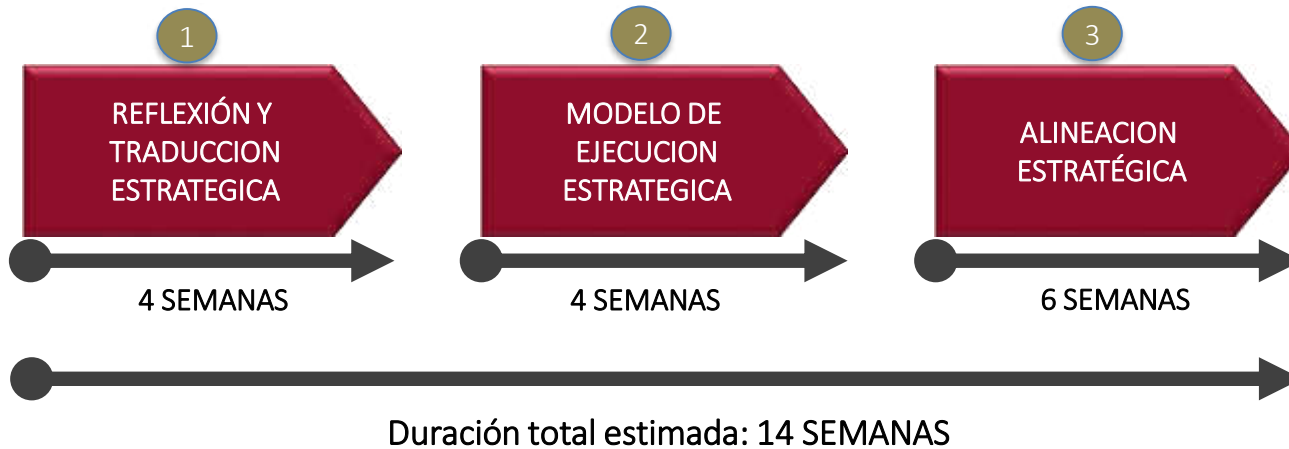 1
REFLEXIÓN Y
TRADUCCION
ESTRATEGICA
4 SEMANAS
2
MODELO DE
EJECUCION
ESTRATEGICA
4 SEMANAS
3
ALINEACION
ESTRATÉGICA
6 SEMANAS
Duración total estimada: 14 SEMANAS